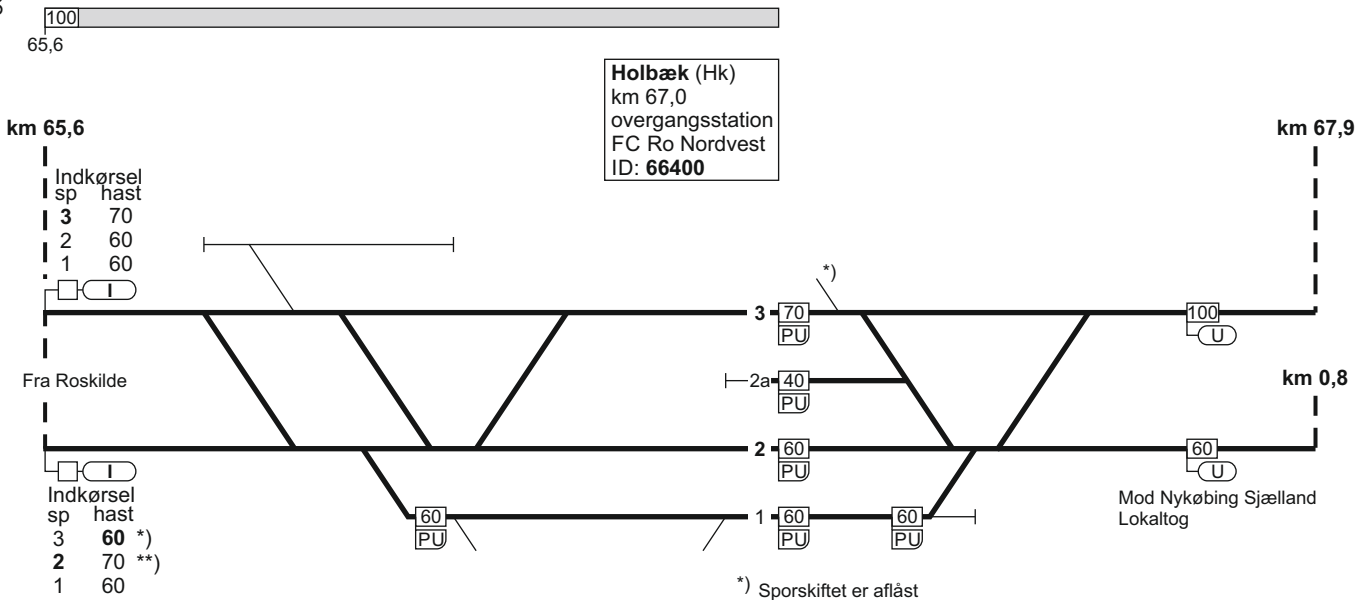 100
65,6
Holbæk (Hk)
km 67,0
overgangsstation
FC Ro Nordvest
ID: 66400
km 65,6
km 67,9
Indkørsel
sp hast
3 70
2 60
1 60
I
*)
3 70
PU
100
U
Fra Roskilde
2a 40
PU
km 0,8
2 60
PU
60
U
I
Indkørsel
sp hast
3 60 *)
2 70 **)
1 60
60
PU
1 60
PU
60
PU
Mod Nykøbing Sjælland
Lokaltog
*) Sporskiftet er aflåst